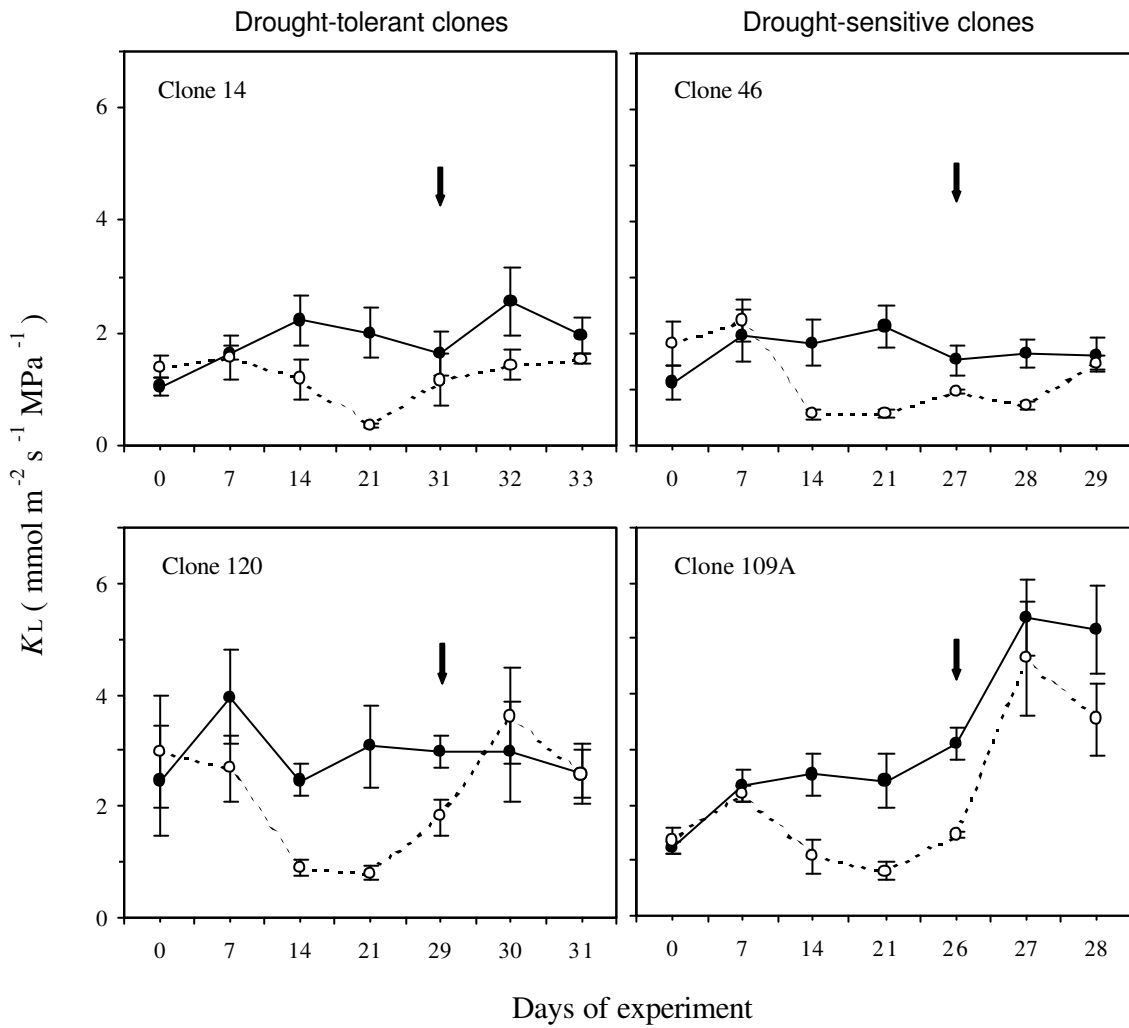 Drought-tolerant clones
Drought-sensitive clones
Clone 14
Clone 46
6
4
2
0
0 7 14 21 31 32 33
0 7 14 21 27 28 29
Clone 120
Clone 109A
6
4
2
0
0 7 14 21 29 30 31
0 7 14 21 26 27 28
KL ( mmol m⁻² s⁻¹ MPa⁻¹)
Days of experiment